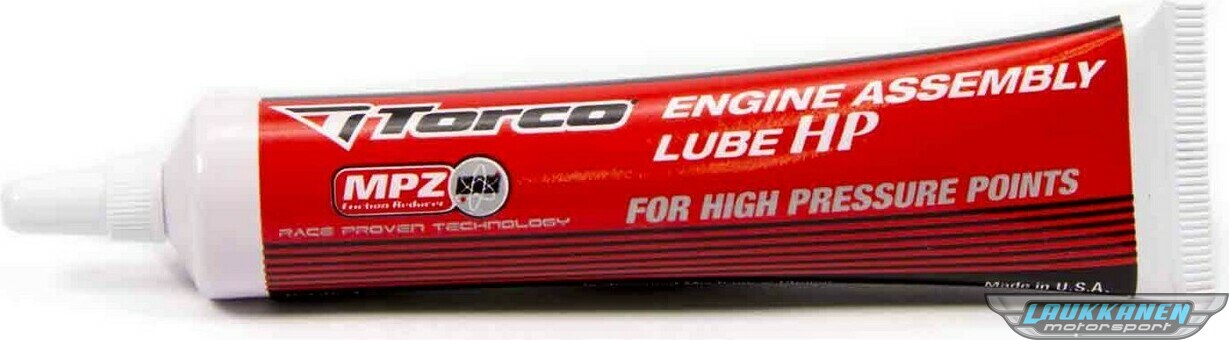 Torco
ENGINE ASSEMBLY
LUBE HP
MPZ
Friction Reducer
RACE PROVEN TECHNOLOGY
FOR HIGH PRESSURE POINTS
Made in U.S.A.
LAUKKANEN
motorsport